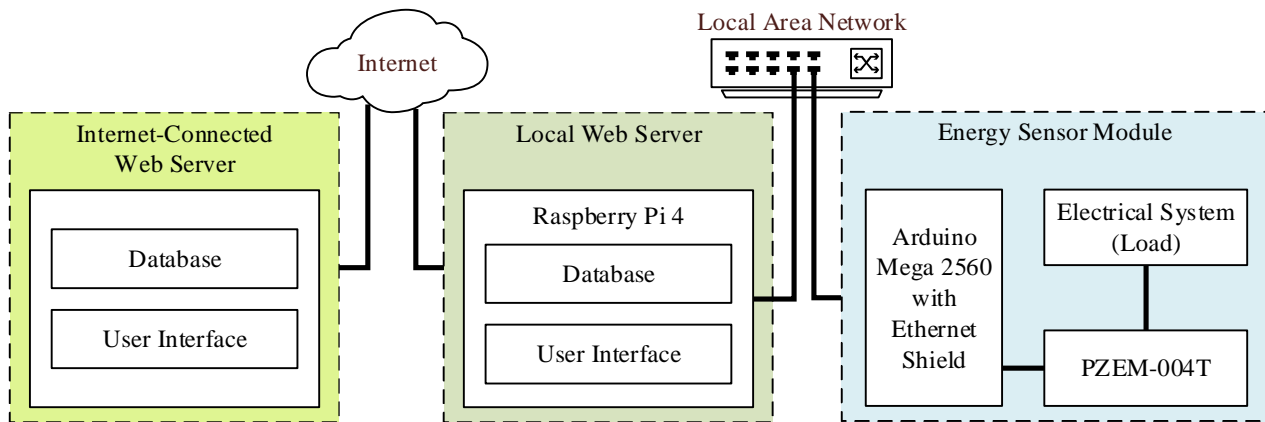 Local Area Network
Internet
Internet-Connected
Web Server
Database
User Interface
Local Web Server
Raspberry Pi 4
Database
User Interface
Energy Sensor Module
Arduino
Mega 2560
with
Ethernet
Shield
Electrical System
(Load)
PZEM-004T